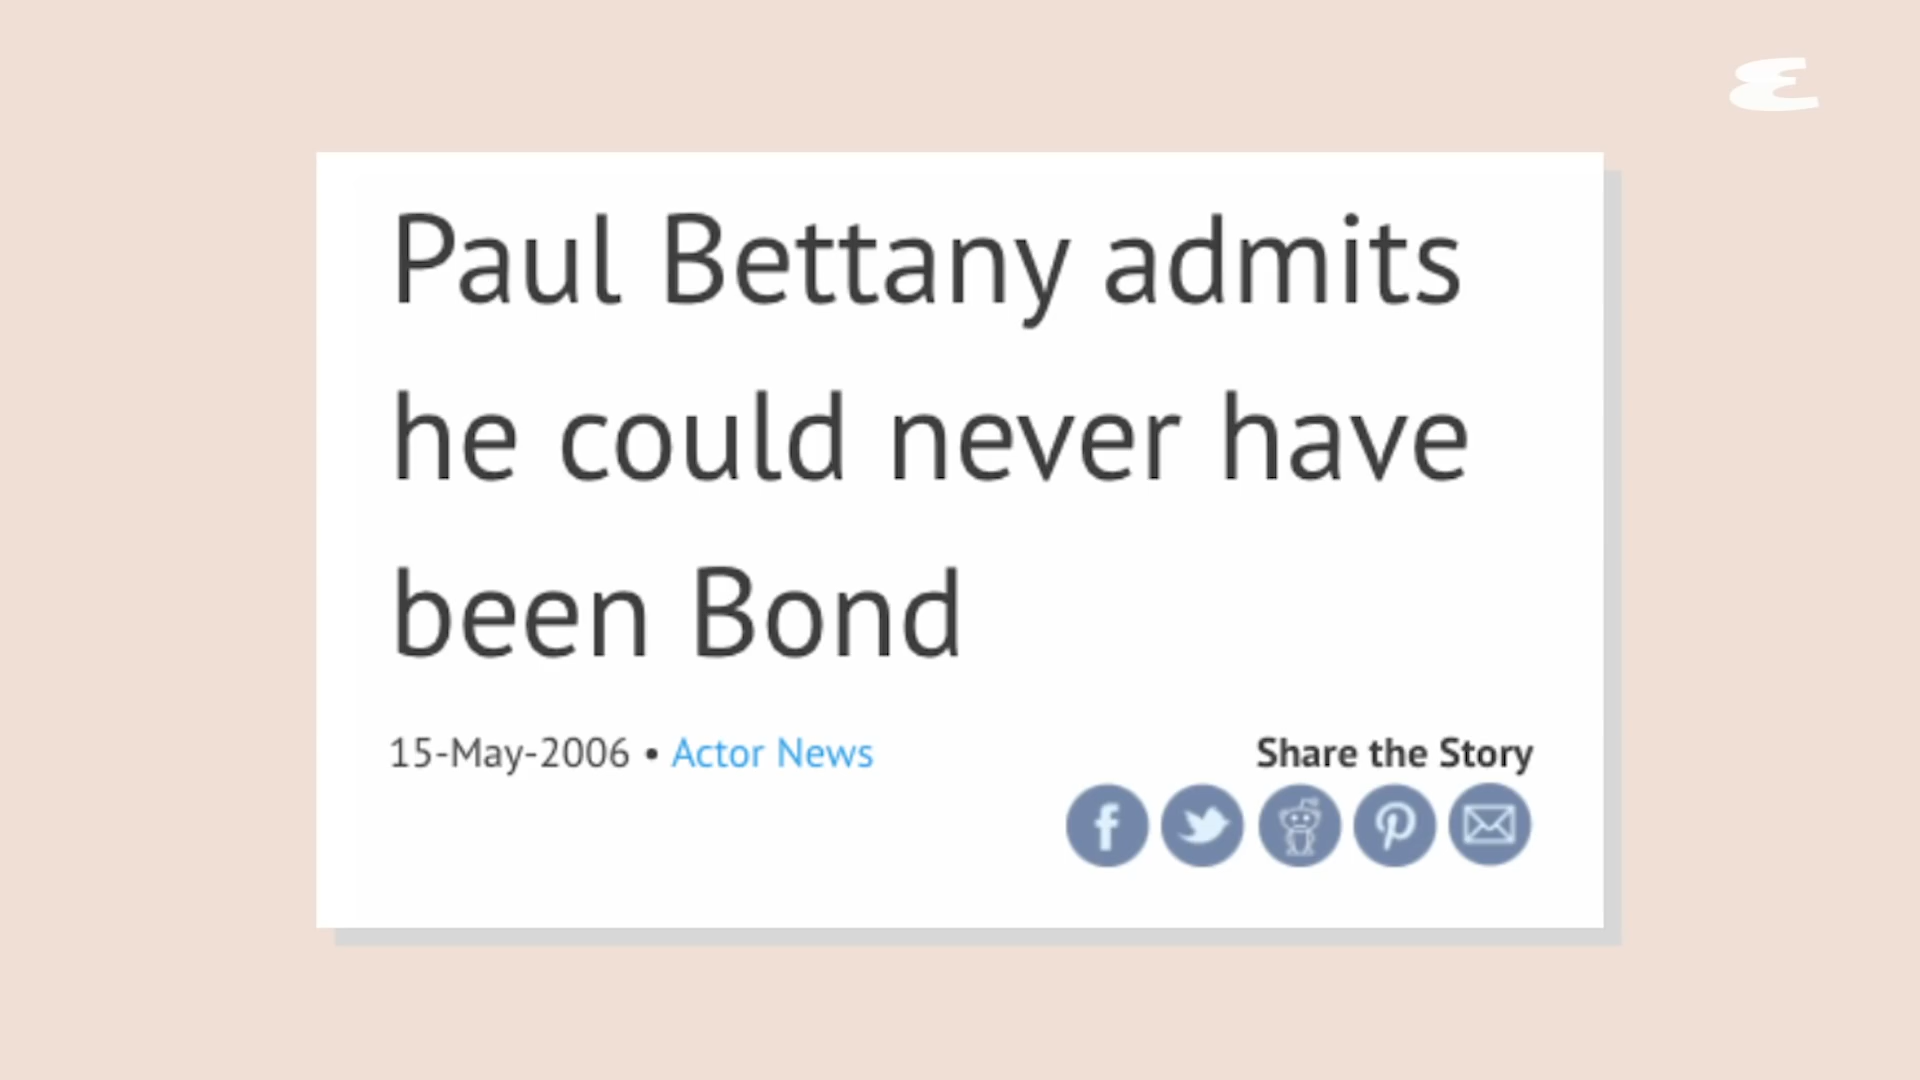 Paul Bettany admits
he could never have
been Bond
15-May-2006 • Actor News
Share the Story